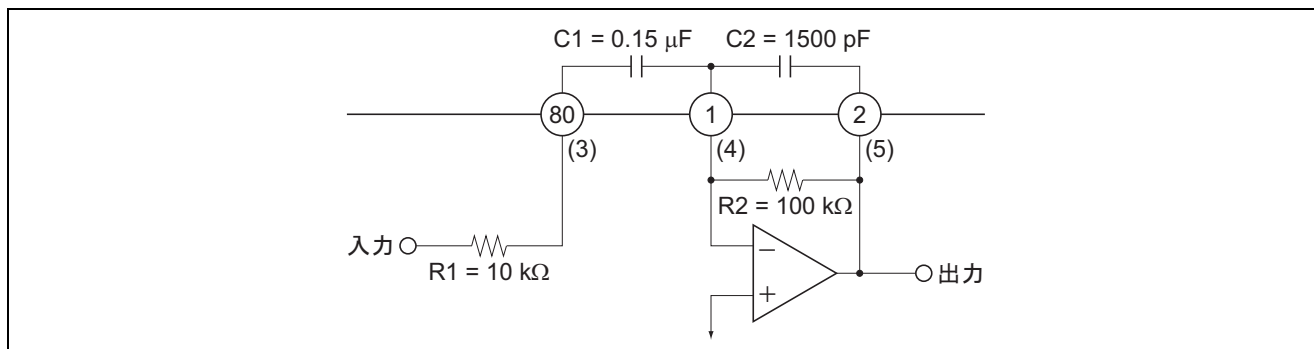 C1 = 0.15 μF C2 = 1500 pF
80 1 2
(3) (4) (5)
R2 = 100 kΩ
入力
R1 = 10 kΩ
−
+
出力